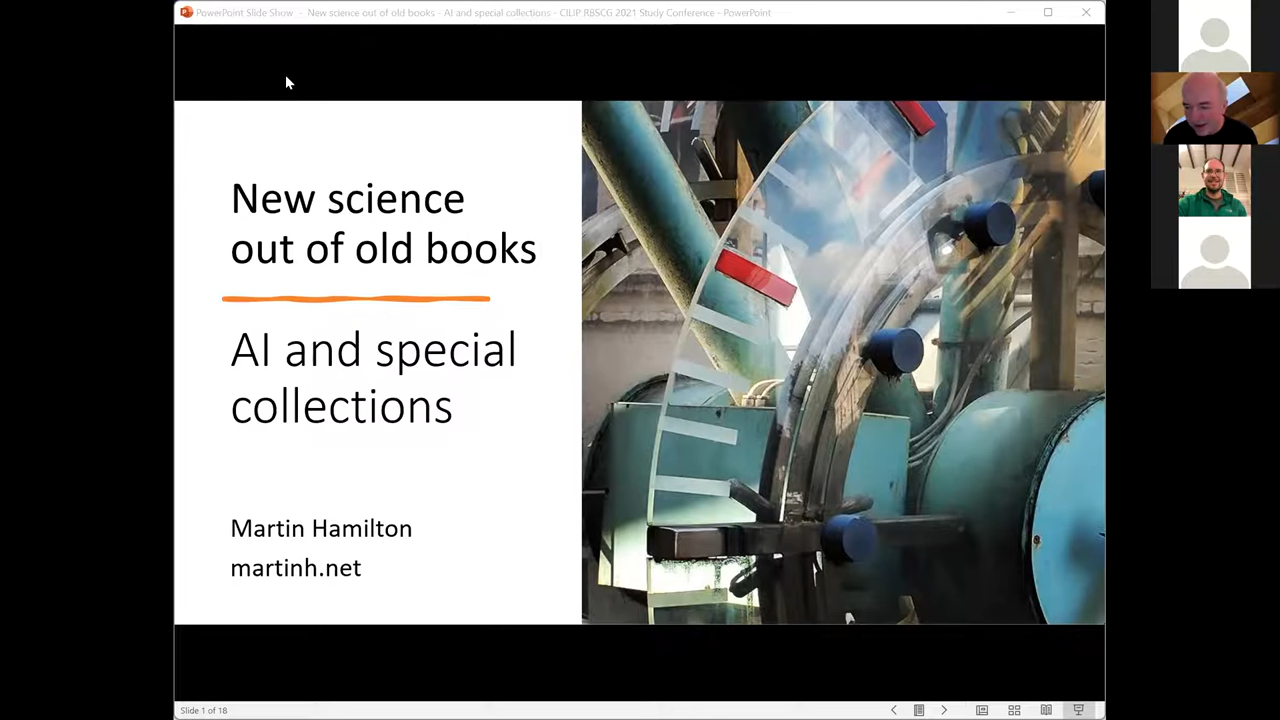 PowerPoint Slide Show - New science out of old books - AI and special collections - CILIP RBSCG 2021 Study Conference - PowerPoint
New science
out of old books
AI and special
collections
Martin Hamilton
martinh.net
Slide 1 of 18